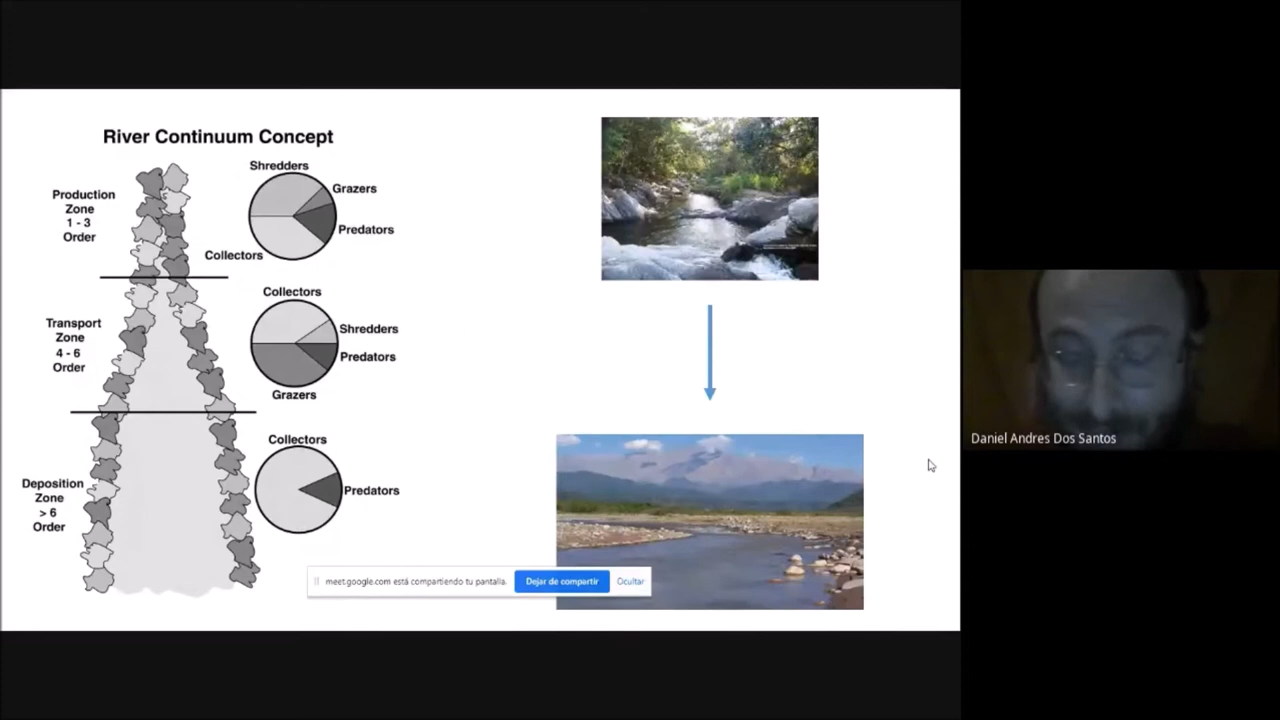 River Continuum Concept
Production
Zone
1 - 3
Order
Shredders
Grazers
Predators
Collectors
Transport
Zone
4 - 6
Order
Collectors
Shredders
Predators
Grazers
Deposition
Zone
> 6
Order
Collectors
Predators
meet.google.com está compartiendo tu pantalla.
Dejar de compartir
Ocultar
Daniel Andres Dos Santos